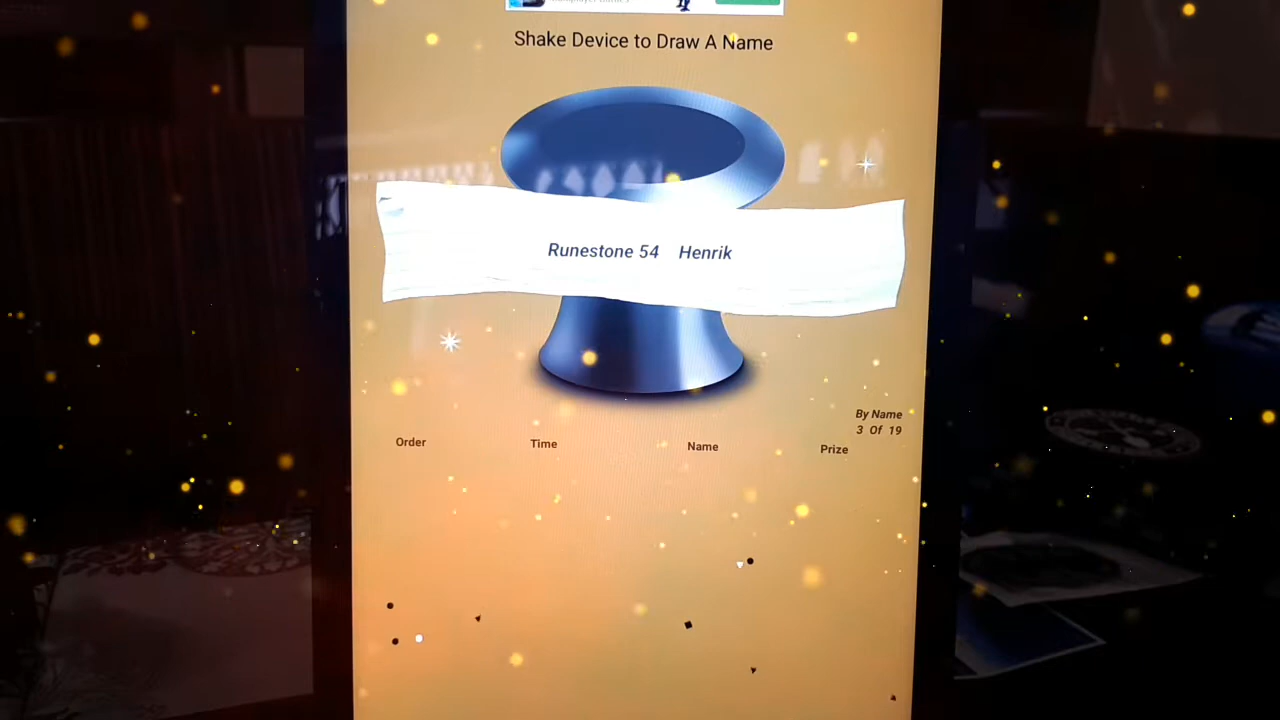 Shake Device to Draw A Name
Runestone 54 Henrik
By Name
3 Of 19
Order Time Name Prize